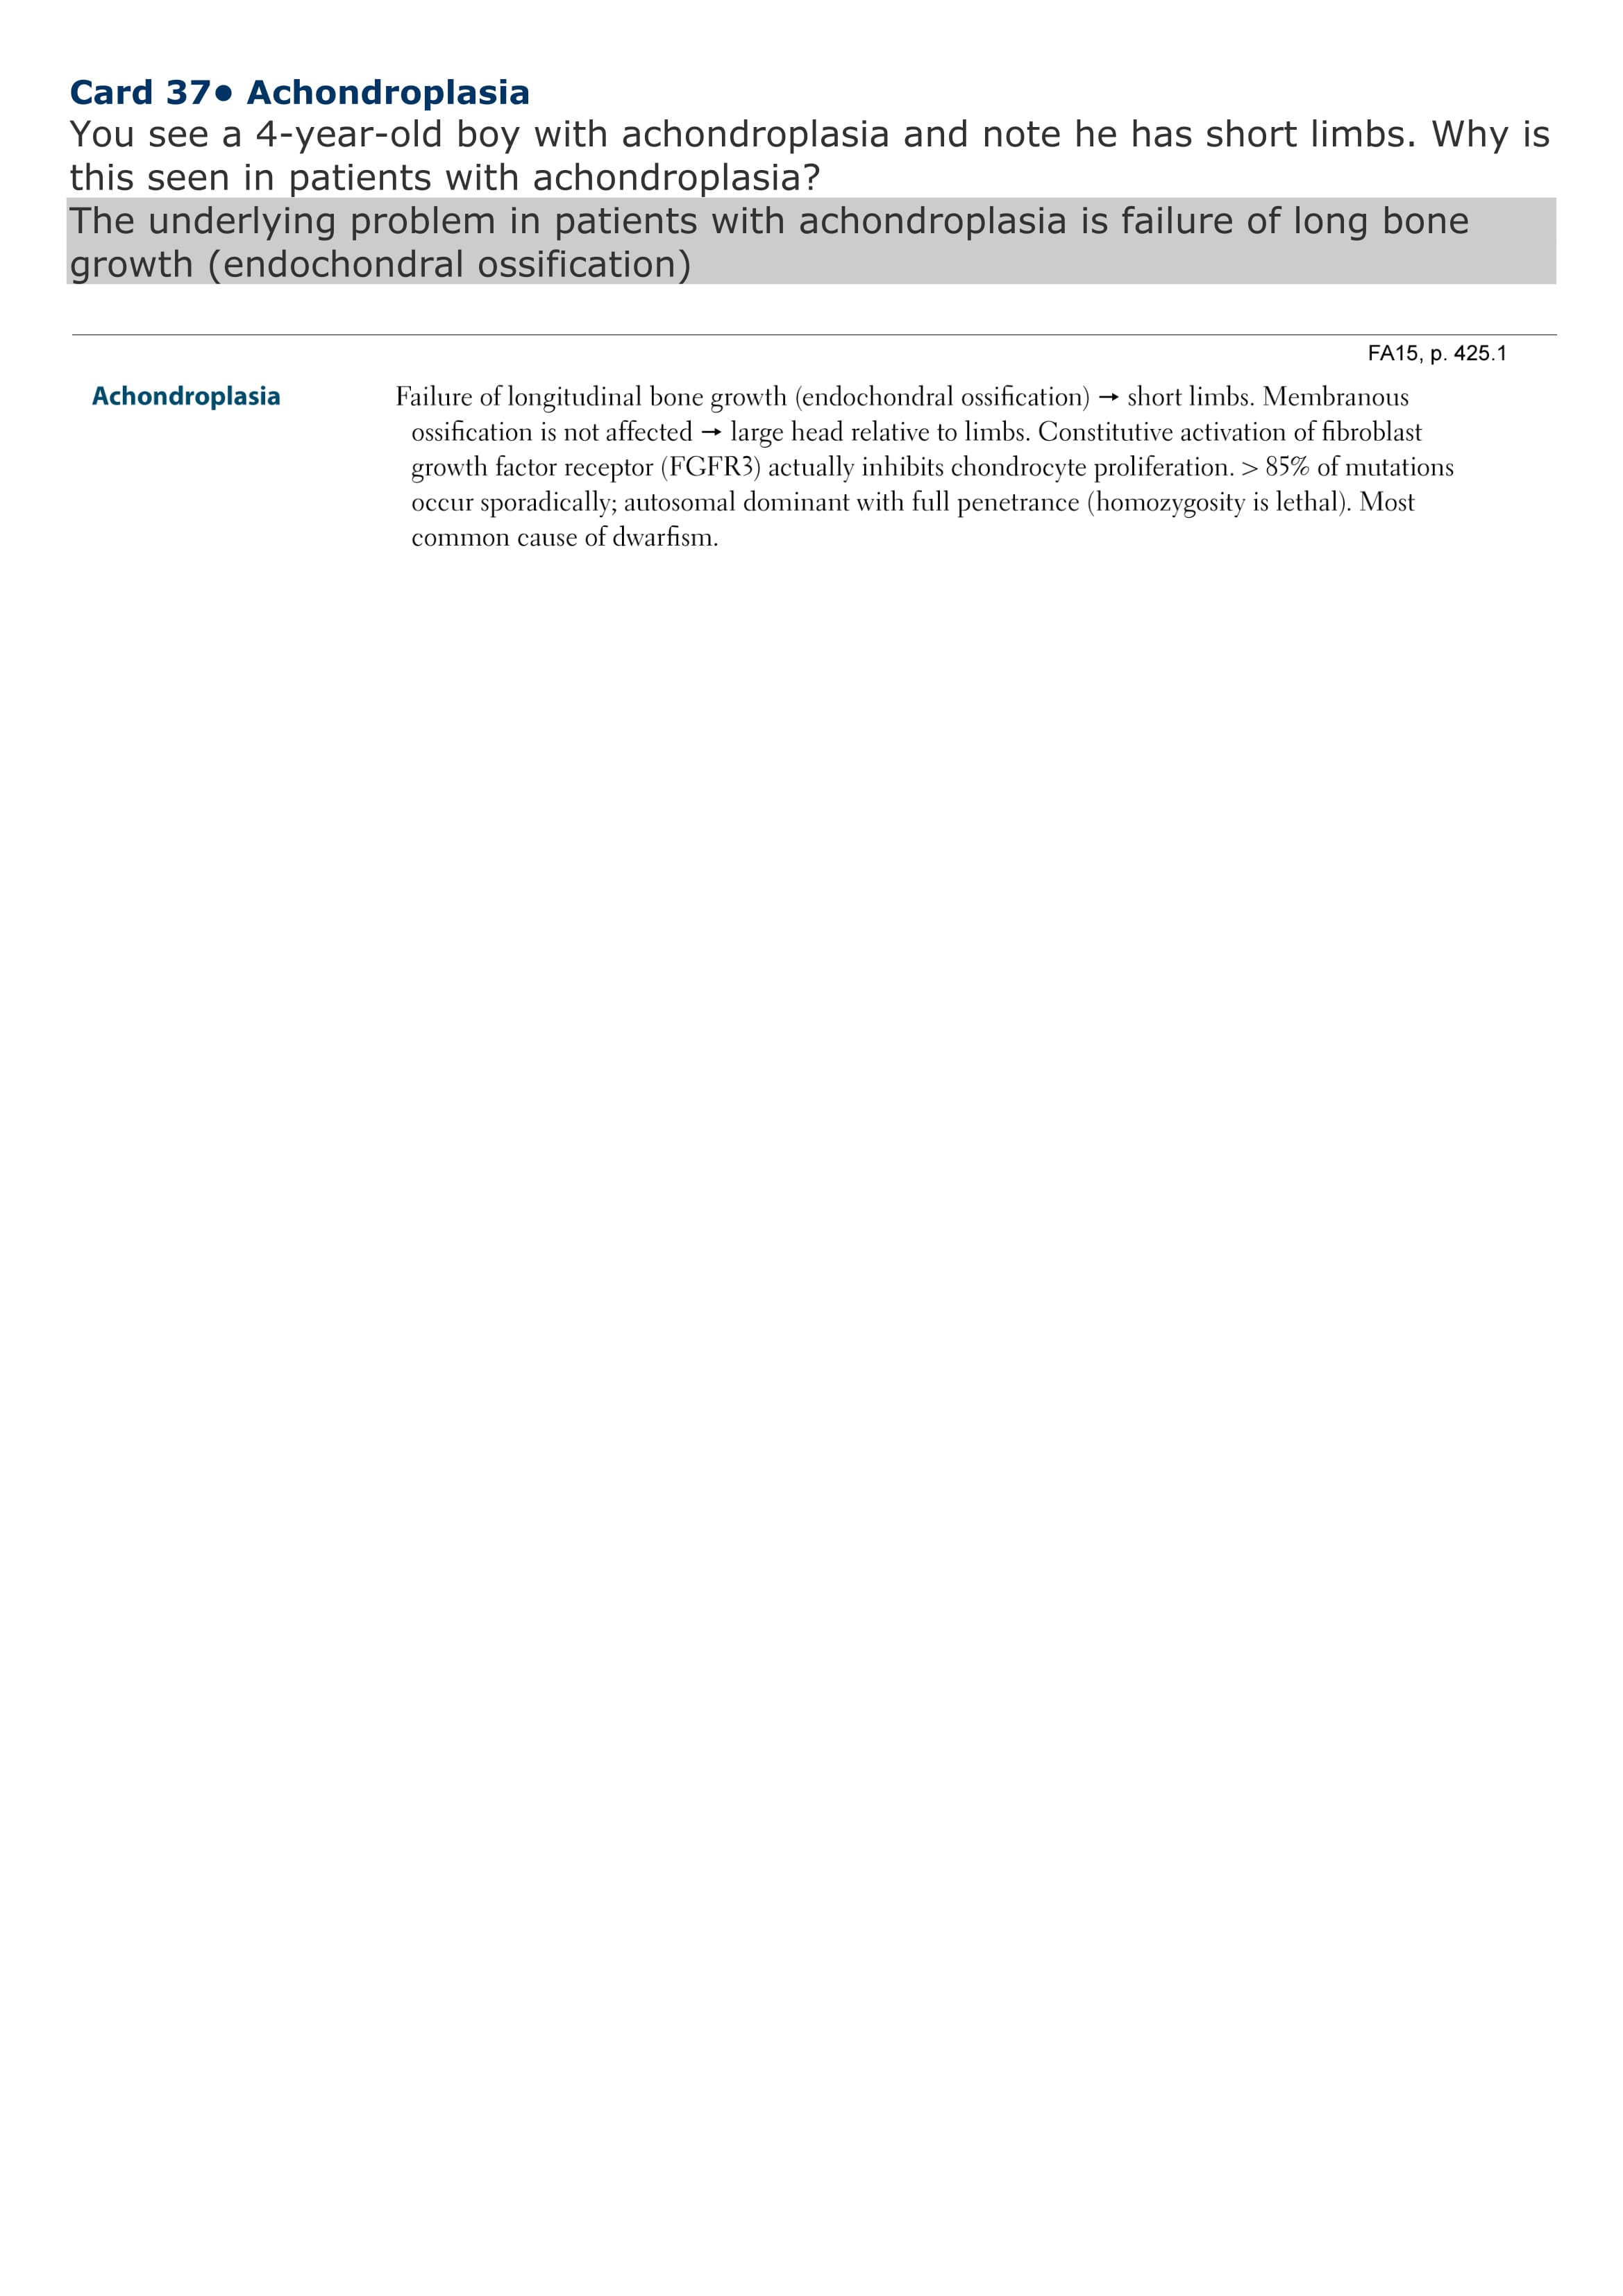 Card 37● Achondroplasia
You see a 4-year-old boy with achondroplasia and note he has short limbs. Why is
this seen in patients with achondroplasia?
The underlying problem in patients with achondroplasia is failure of long bone
growth (endochondral ossification)
FA15, p. 425.1
Achondroplasia
Failure of longitudinal bone growth (endochondral ossification) → short limbs. Membranous
ossification is not affected → large head relative to limbs. Constitutive activation of fibroblast
growth factor receptor (FGFR3) actually inhibits chondrocyte proliferation. > 85% of mutations
occur sporadically; autosomal dominant with full penetrance (homozygosity is lethal). Most
common cause of dwarfism.